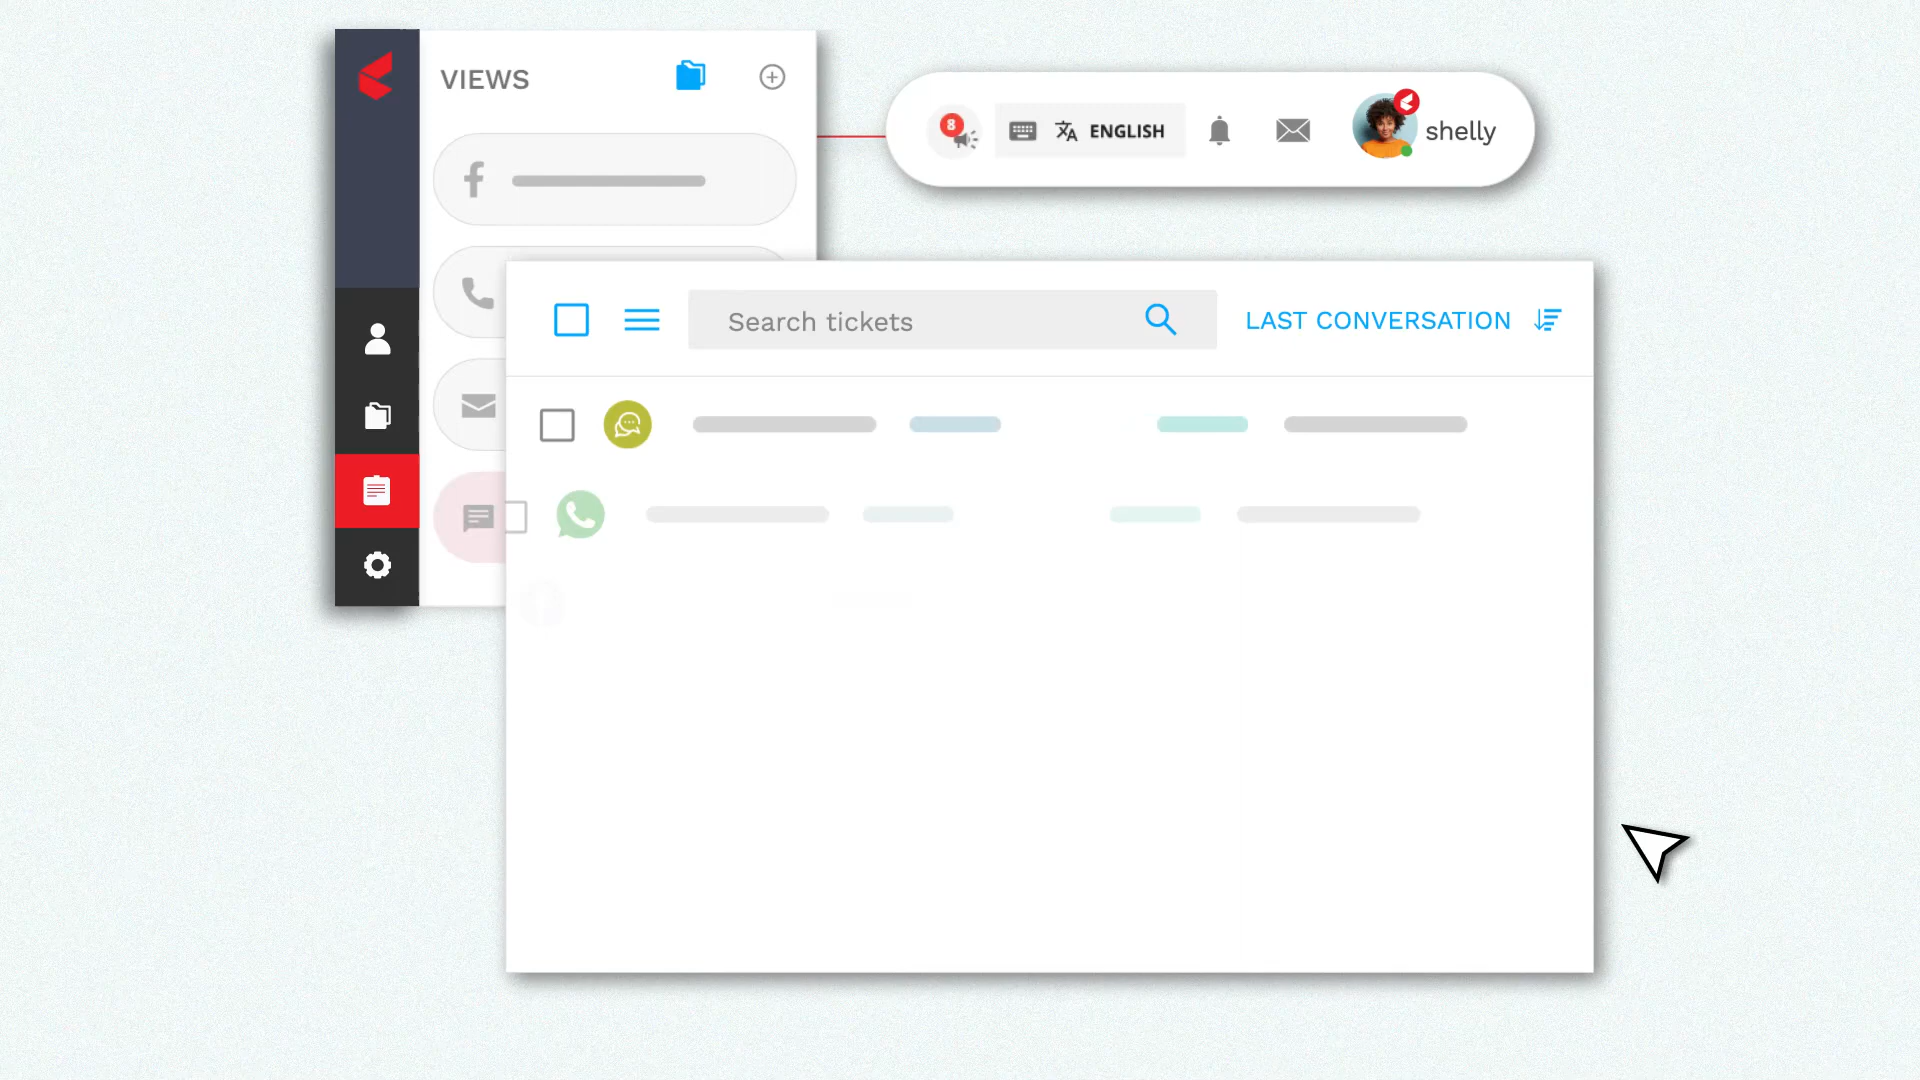 VIEWS
8
ENGLISH
shelly
Search tickets
LAST CONVERSATION